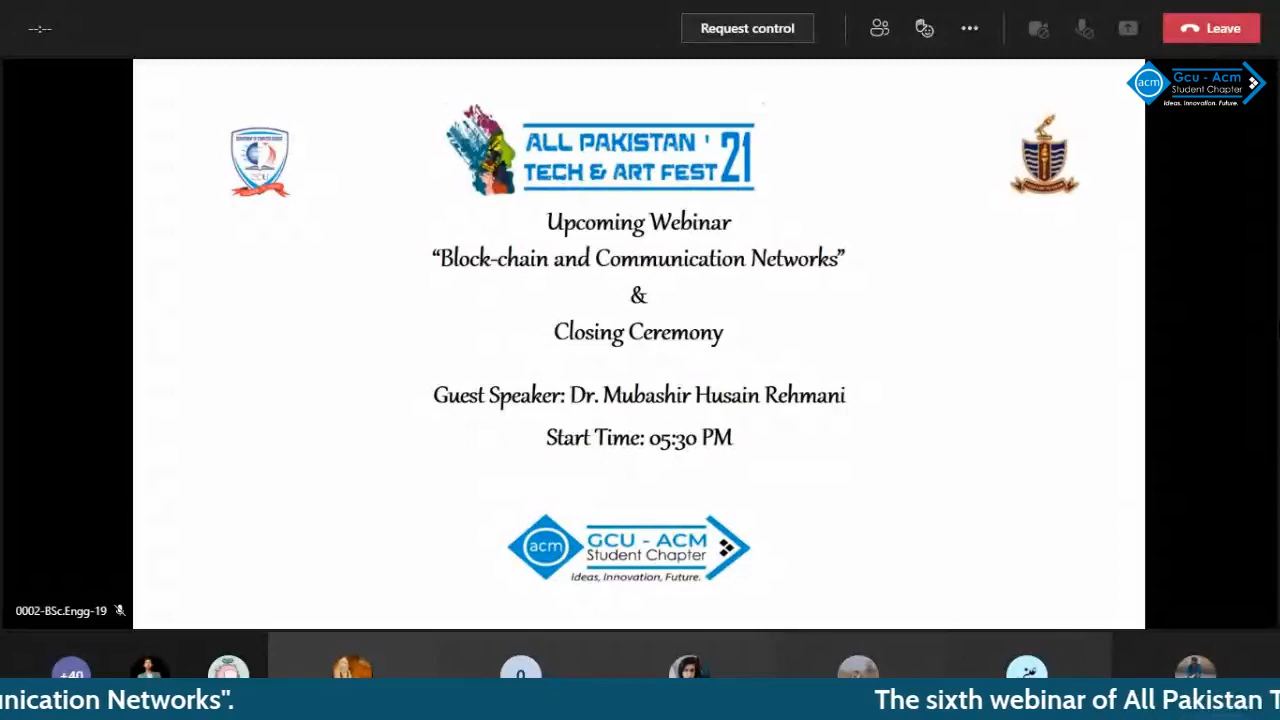 --:--
Request control
Leave
acm
Gcu - Acm
Student Chapter
Ideas. Innovation. Future.
ALL PAKISTAN '
TECH & ART FEST 21
Upcoming Webinar
“Block-chain and Communication Networks”
&
Closing Ceremony
Guest Speaker: Dr. Mubashir Husain Rehmani
Start Time: 05:30 PM
acm
GCU - ACM
Student Chapter
Ideas, Innovation, Future.
0002-BSc.Engg-19
+40
unication Networks".
The sixth webinar of All Pakistan T